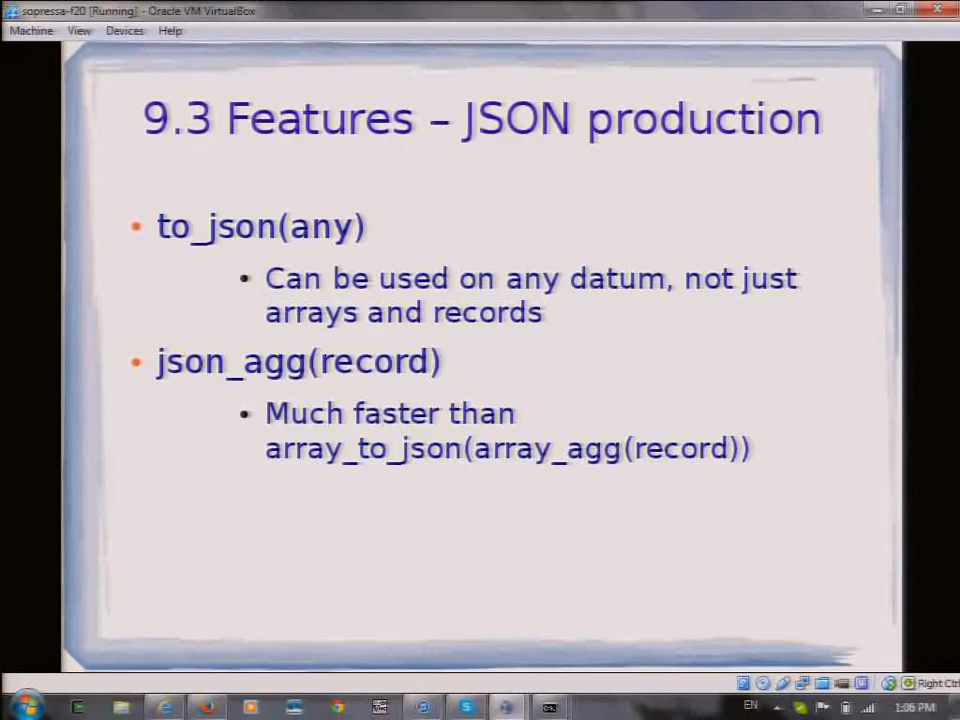 sopressa-f20 [Running] - Oracle VM VirtualBox
Machine View Devices Help
9.3 Features – JSON production
• to_json(any)
• Can be used on any datum, not just
arrays and records
• json_agg(record)
• Much faster than
array_to_json(array_agg(record))
Right Ctrl
EN 1:06 PM